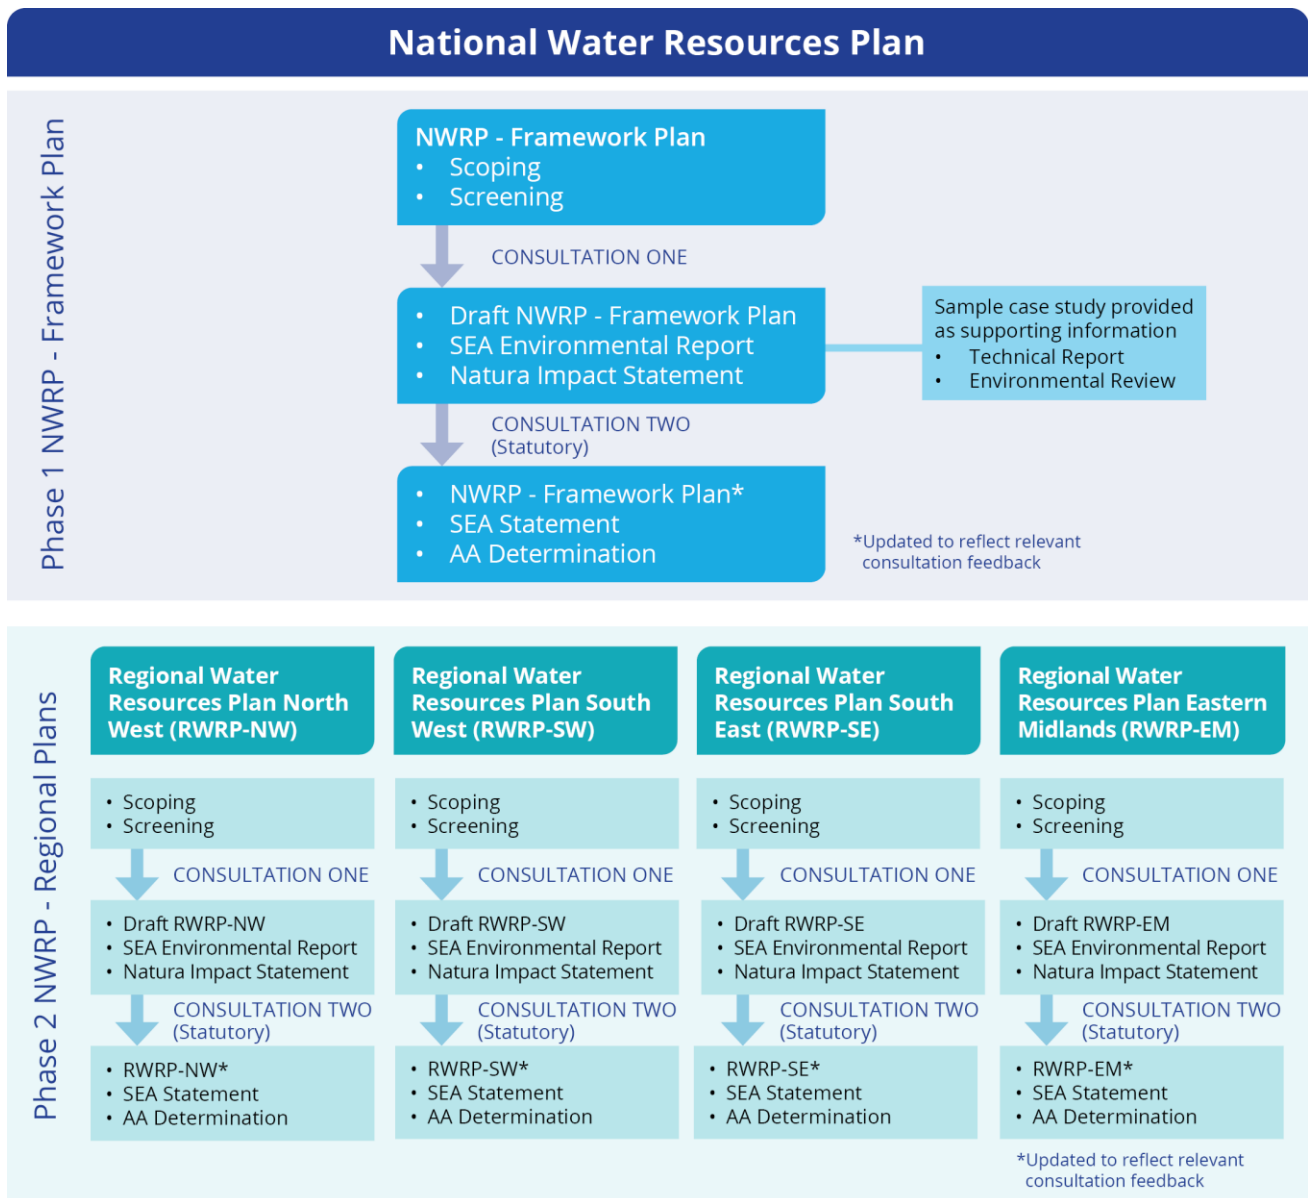 National Water Resources Plan
Phase 1 NWRP - Framework Plan
NWRP - Framework Plan
• Scoping
• Screening
CONSULTATION ONE
• Draft NWRP - Framework Plan
• SEA Environmental Report
• Natura Impact Statement
Sample case study provided
as supporting information
• Technical Report
• Environmental Review
CONSULTATION TWO
(Statutory)
• NWRP - Framework Plan*
• SEA Statement
• AA Determination
*Updated to reflect relevant
consultation feedback
Phase 2 NWRP - Regional Plans
Regional Water
Resources Plan North
West (RWRP-NW)
• Scoping
• Screening
CONSULTATION ONE
• Draft RWRP-NW
• SEA Environmental Report
• Natura Impact Statement
CONSULTATION TWO
(Statutory)
• RWRP-NW*
• SEA Statement
• AA Determination
Regional Water
Resources Plan South
West (RWRP-SW)
• Scoping
• Screening
CONSULTATION ONE
• Draft RWRP-SW
• SEA Environmental Report
• Natura Impact Statement
CONSULTATION TWO
(Statutory)
• RWRP-SW*
• SEA Statement
• AA Determination
Regional Water
Resources Plan South
East (RWRP-SE)
• Scoping
• Screening
CONSULTATION ONE
• Draft RWRP-SE
• SEA Environmental Report
• Natura Impact Statement
CONSULTATION TWO
(Statutory)
• RWRP-SE*
• SEA Statement
• AA Determination
Regional Water
Resources Plan Eastern
Midlands (RWRP-EM)
• Scoping
• Screening
CONSULTATION ONE
• Draft RWRP-EM
• SEA Environmental Report
• Natura Impact Statement
CONSULTATION TWO
(Statutory)
• RWRP-EM*
• SEA Statement
• AA Determination
*Updated to reflect relevant
consultation feedback